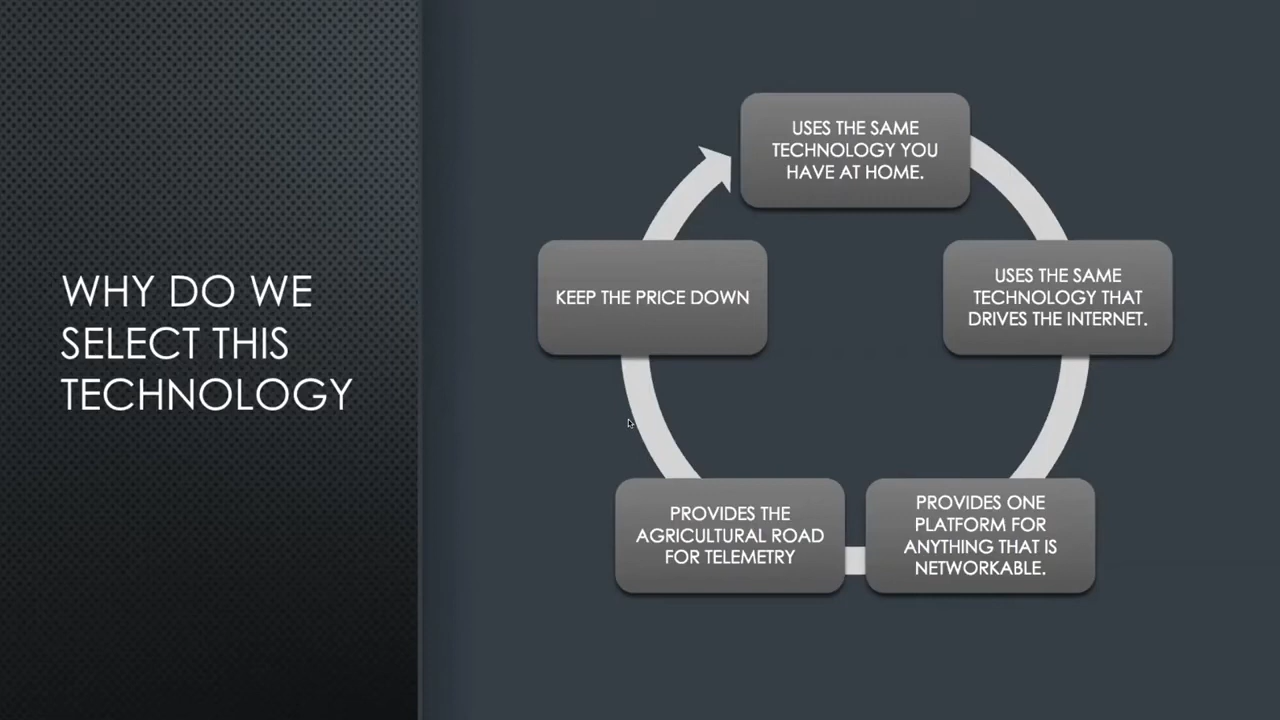 WHY DO WE
SELECT THIS
TECHNOLOGY
USES THE SAME
TECHNOLOGY YOU
HAVE AT HOME.
USES THE SAME
TECHNOLOGY THAT
DRIVES THE INTERNET.
PROVIDES ONE
PLATFORM FOR
ANYTHING THAT IS
NETWORKABLE.
PROVIDES THE
AGRICULTURAL ROAD
FOR TELEMETRY
KEEP THE PRICE DOWN